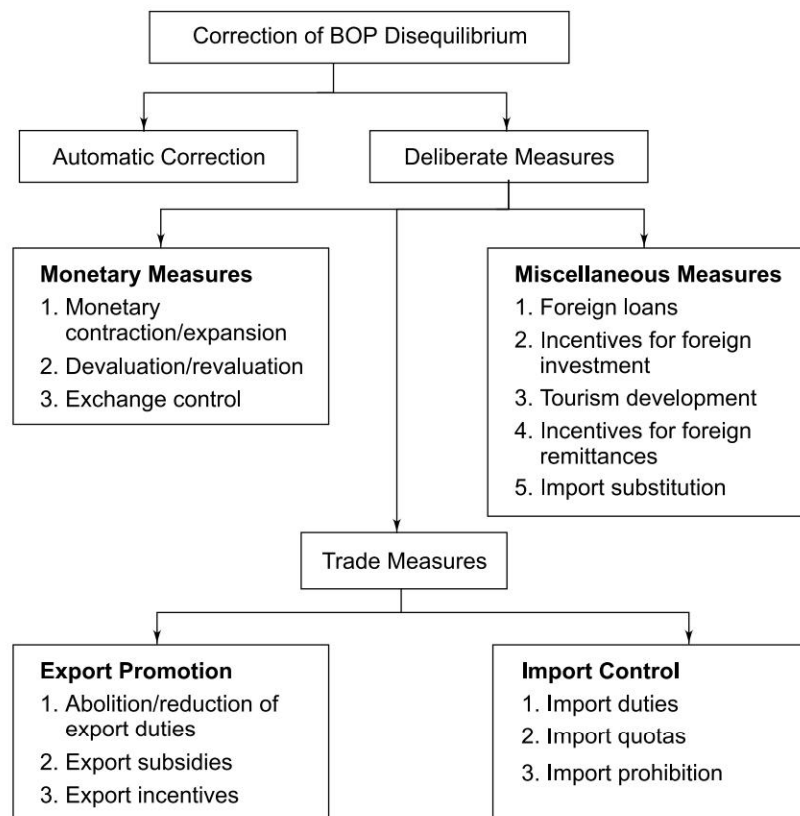 Correction of BOP Disequilibrium
Automatic Correction
Deliberate Measures
Monetary Measures
1. Monetary
contraction/expansion
2. Devaluation/revaluation
3. Exchange control
Miscellaneous Measures
1. Foreign loans
2. Incentives for foreign
investment
3. Tourism development
4. Incentives for foreign
remittances
5. Import substitution
Trade Measures
Export Promotion
1. Abolition/reduction of
export duties
2. Export subsidies
3. Export incentives
Import Control
1. Import duties
2. Import quotas
3. Import prohibition